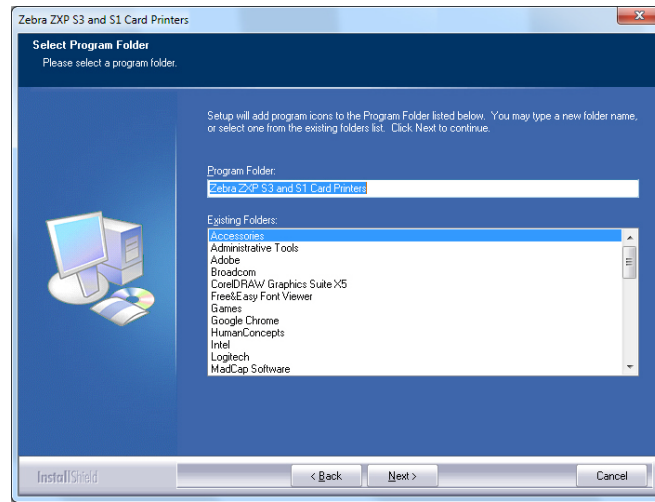 Zebra ZXP S3 and S1 Card Printers
Select Program Folder
Please select a program folder.
Setup will add program icons to the Program Folder listed below. You may type a new folder name,
or select one from the existing folders list. Click Next to continue.
Program Folder:
Zebra ZXP S3 and S1 Card Printers
Existing Folders:
Accessories
Administrative Tools
Adobe
Broadcom
CorelDRAW Graphics Suite X5
Free&Easy Font Viewer
Games
Google Chrome
HumanConcepts
Intel
Logitech
MadCap Software
InstallShield
< Back
Next >
Cancel